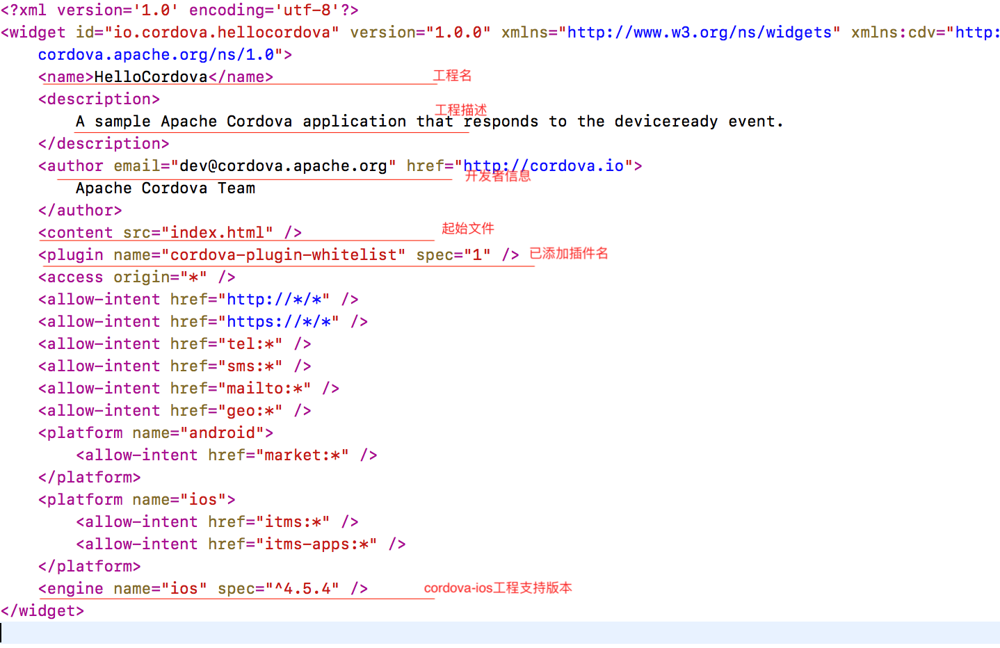 <?xml version='1.0' encoding='utf-8'?>
<widget id="io.cordova.hellocordova" version="1.0.0" xmlns="http://www.w3.org/ns/widgets" xmlns:cdv="http:
cordova.apache.org/ns/1.0">
<name>HelloCordova</name> 工程名
<description>
工程描述
A sample Apache Cordova application that responds to the deviceready event.
</description>
<author email="dev@cordova.apache.org" href="http://cordova.io">
开发者信息
Apache Cordova Team
</author>
<content src="index.html" /> 起始文件
<plugin name="cordova-plugin-whitelist" spec="1" /> 已添加插件名
<access origin="*" />
<allow-intent href="http://*/*" />
<allow-intent href="https://*/*" />
<allow-intent href="tel:*" />
<allow-intent href="sms:*" />
<allow-intent href="mailto:*" />
<allow-intent href="geo:*" />
<platform name="android">
<allow-intent href="market:*" />
</platform>
<platform name="ios">
<allow-intent href="itms:*" />
<allow-intent href="itms-apps:*" />
</platform>
<engine name="ios" spec="^4.5.4" /> cordova-ios工程支持版本
</widget>